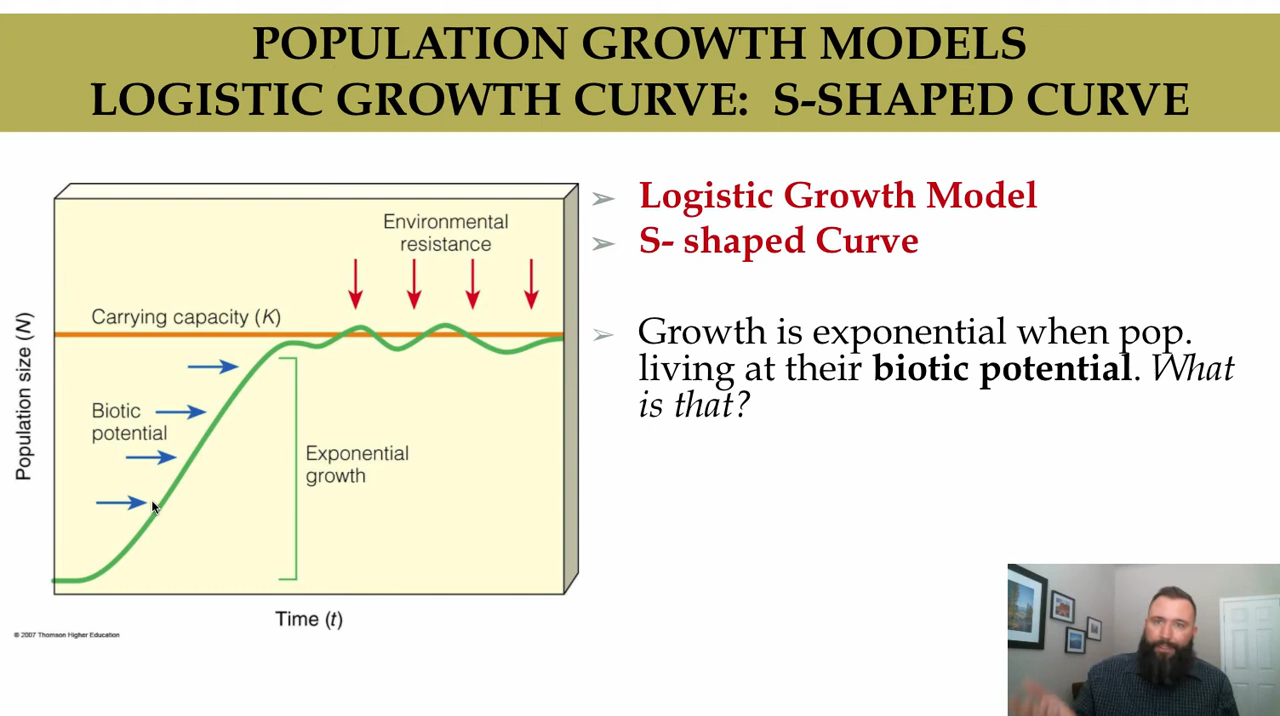 POPULATION GROWTH MODELS
LOGISTIC GROWTH CURVE: S-SHAPED CURVE
Environmental
resistance
Carrying capacity (K)
Biotic
potential
Exponential
growth
Population size (N)
Time (t)
© 2007 Thomson Higher Education
➢ Logistic Growth Model
➢ S- shaped Curve
➢ Growth is exponential when pop.
living at their biotic potential. What
is that?